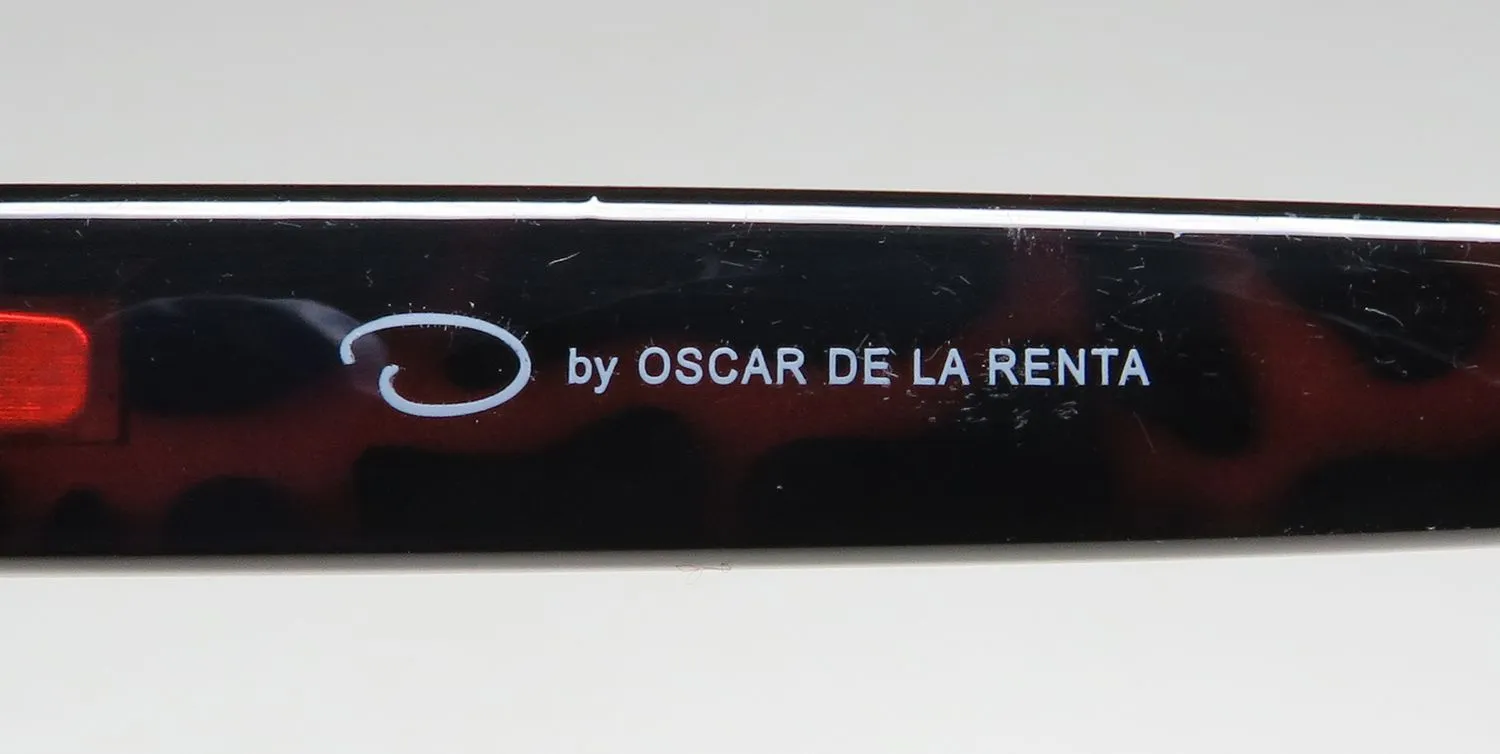 O by OSCAR DE LA RENTA